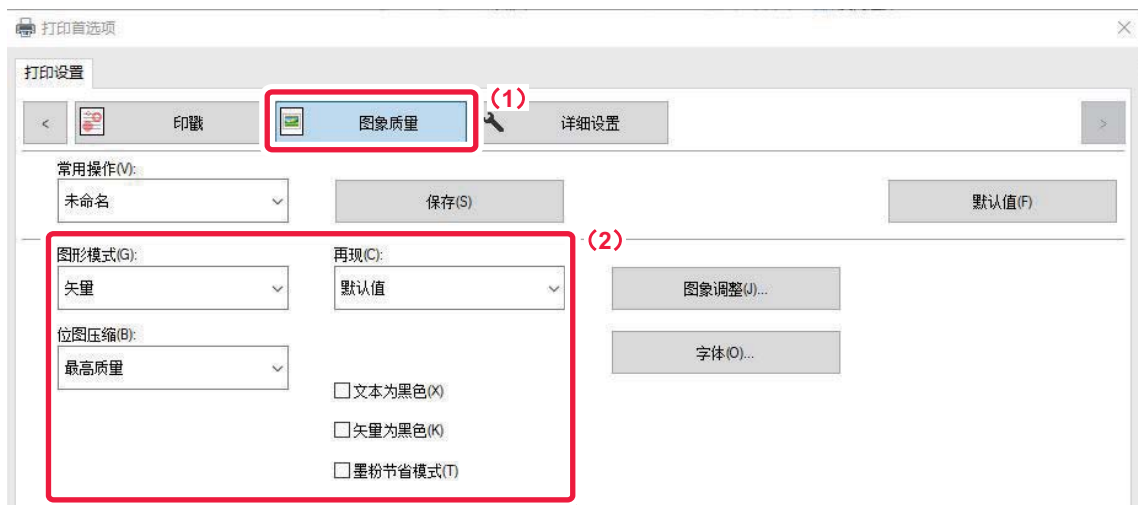 打印首选项
打印设置
(1)
< 印戳 图象质量 详细设置 >
常用操作(V):
未命名 保存(S) 默认值(F)
(2)
图形模式(G): 再现(C):
矢量 默认值 图象调整(J)...
位图压缩(B):
最高质量 字体(O)...
文本为黑色(X)
矢量为黑色(K)
墨粉节省模式(T)